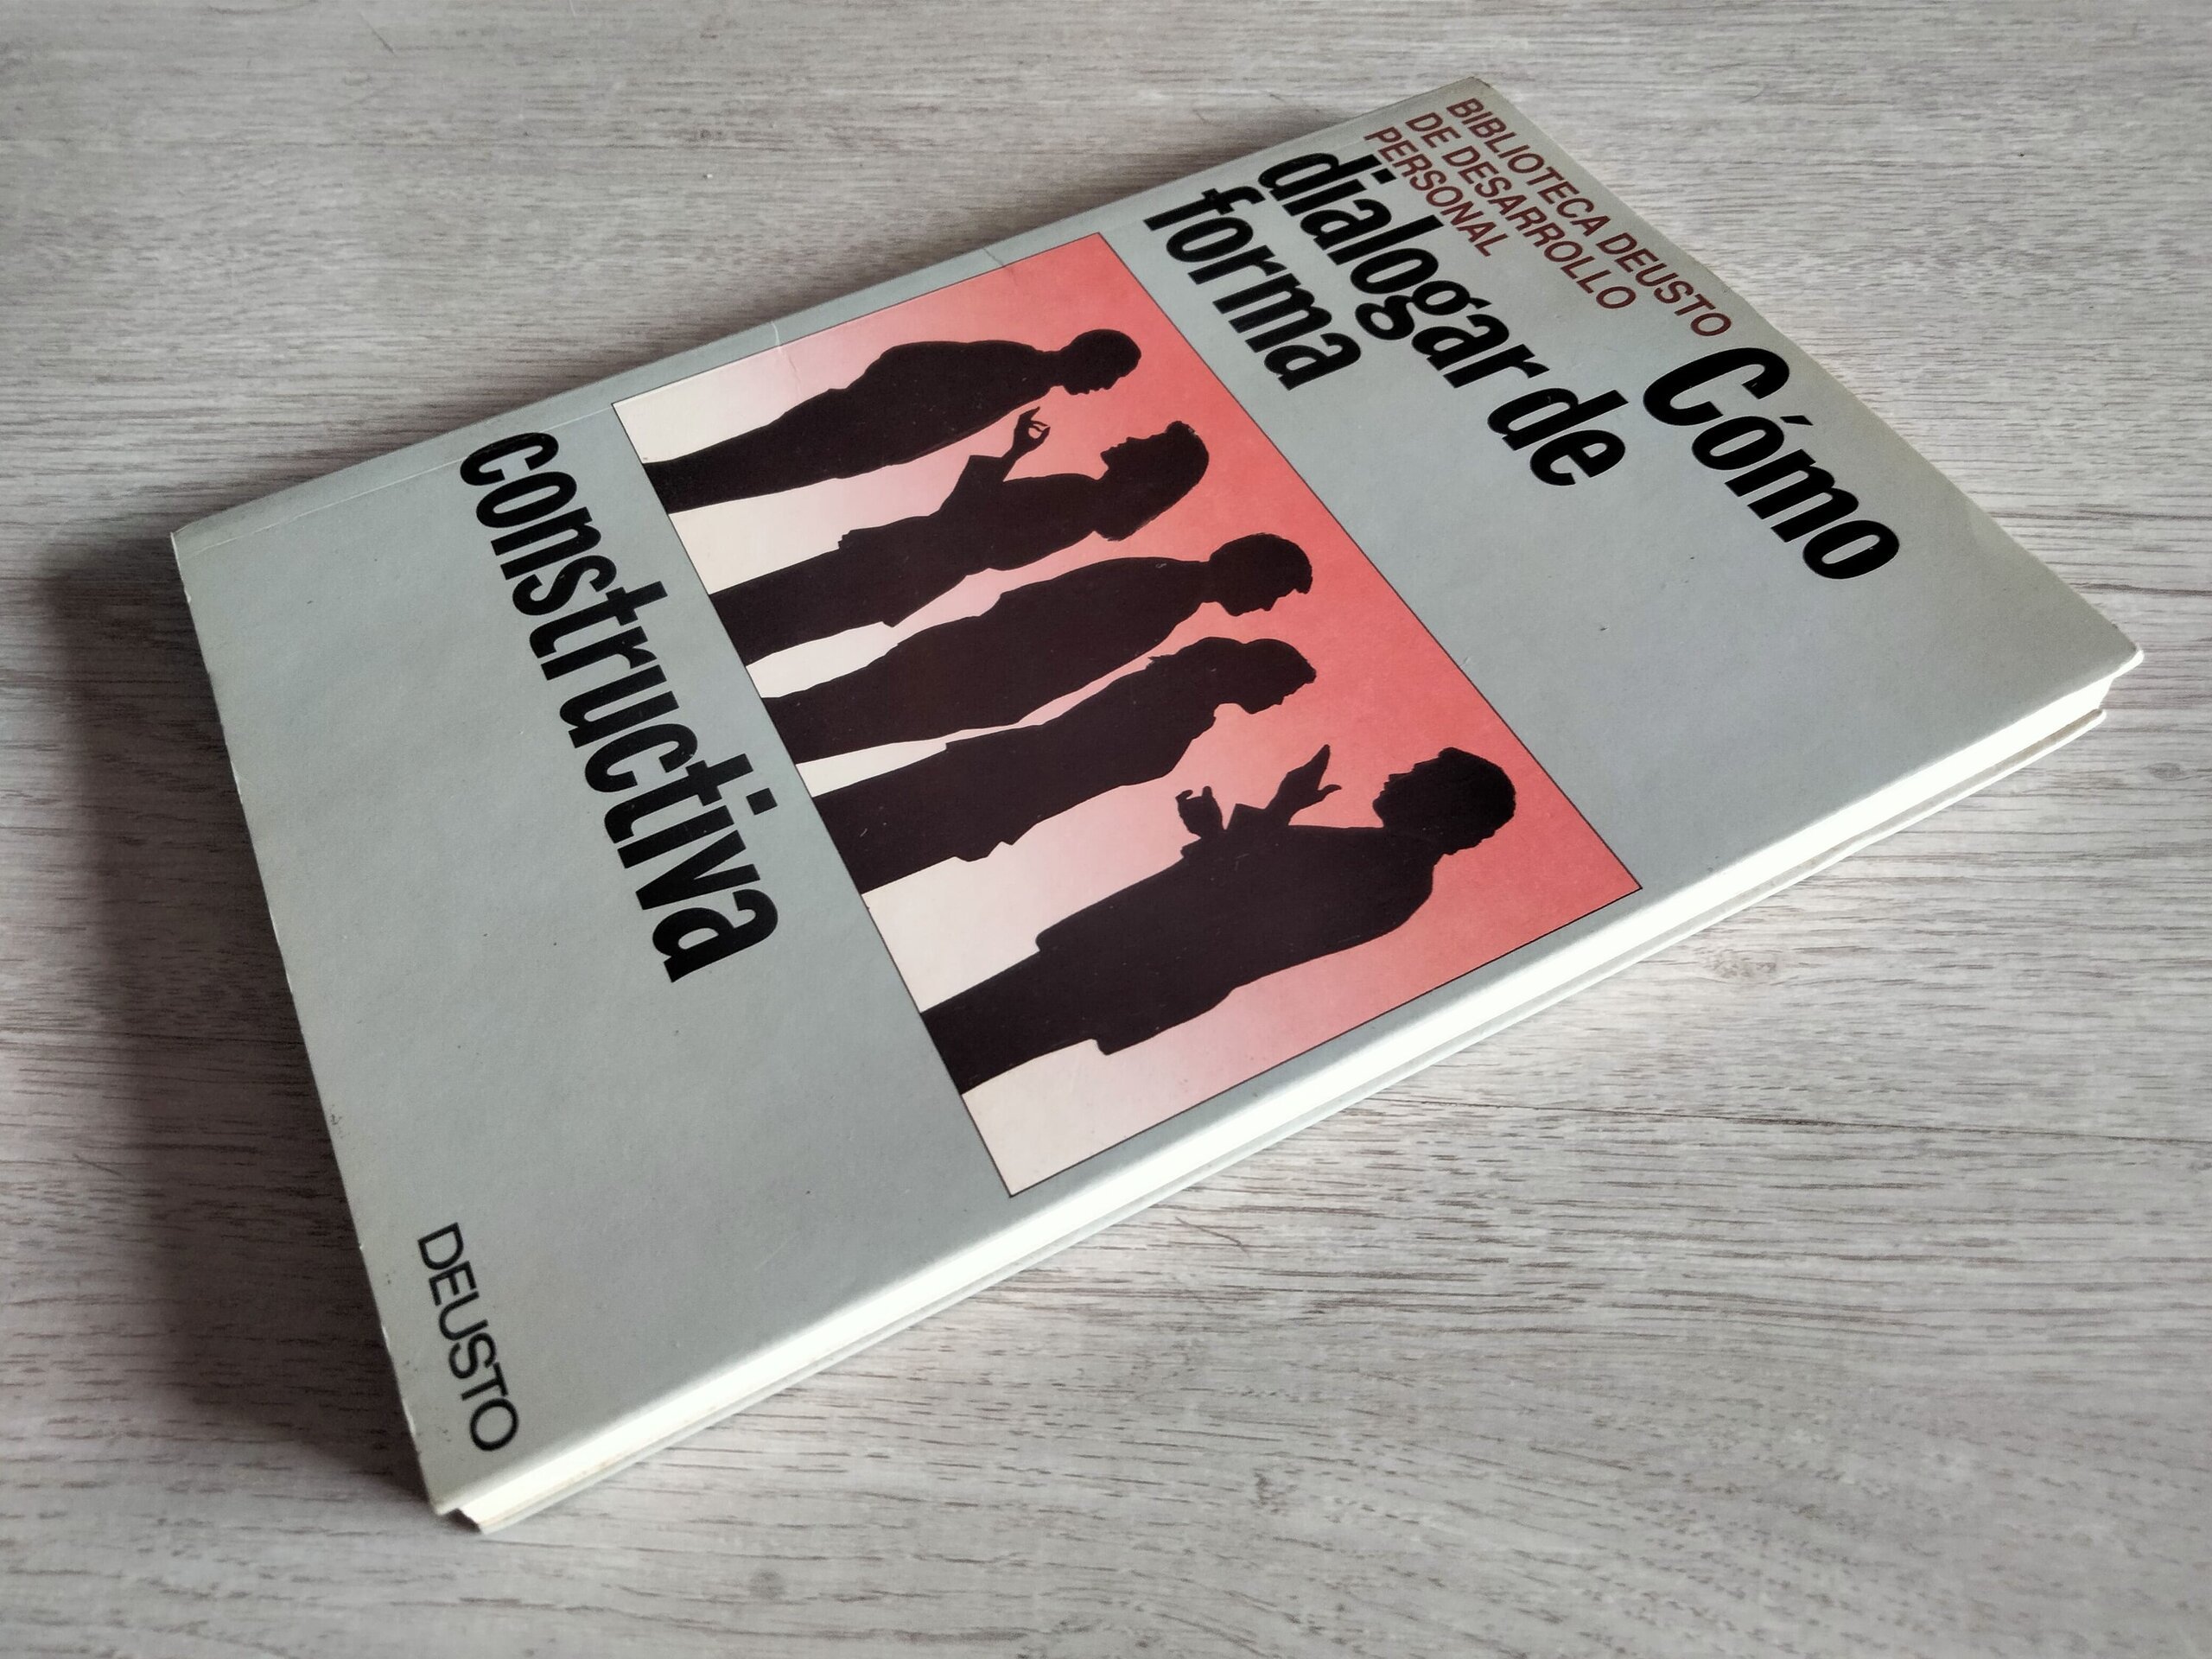 BIBLIOTECA DEUSTO
DE DESARROLLO
PERSONAL
Cómo
dialogar de
forma
constructiva
DEUSTO